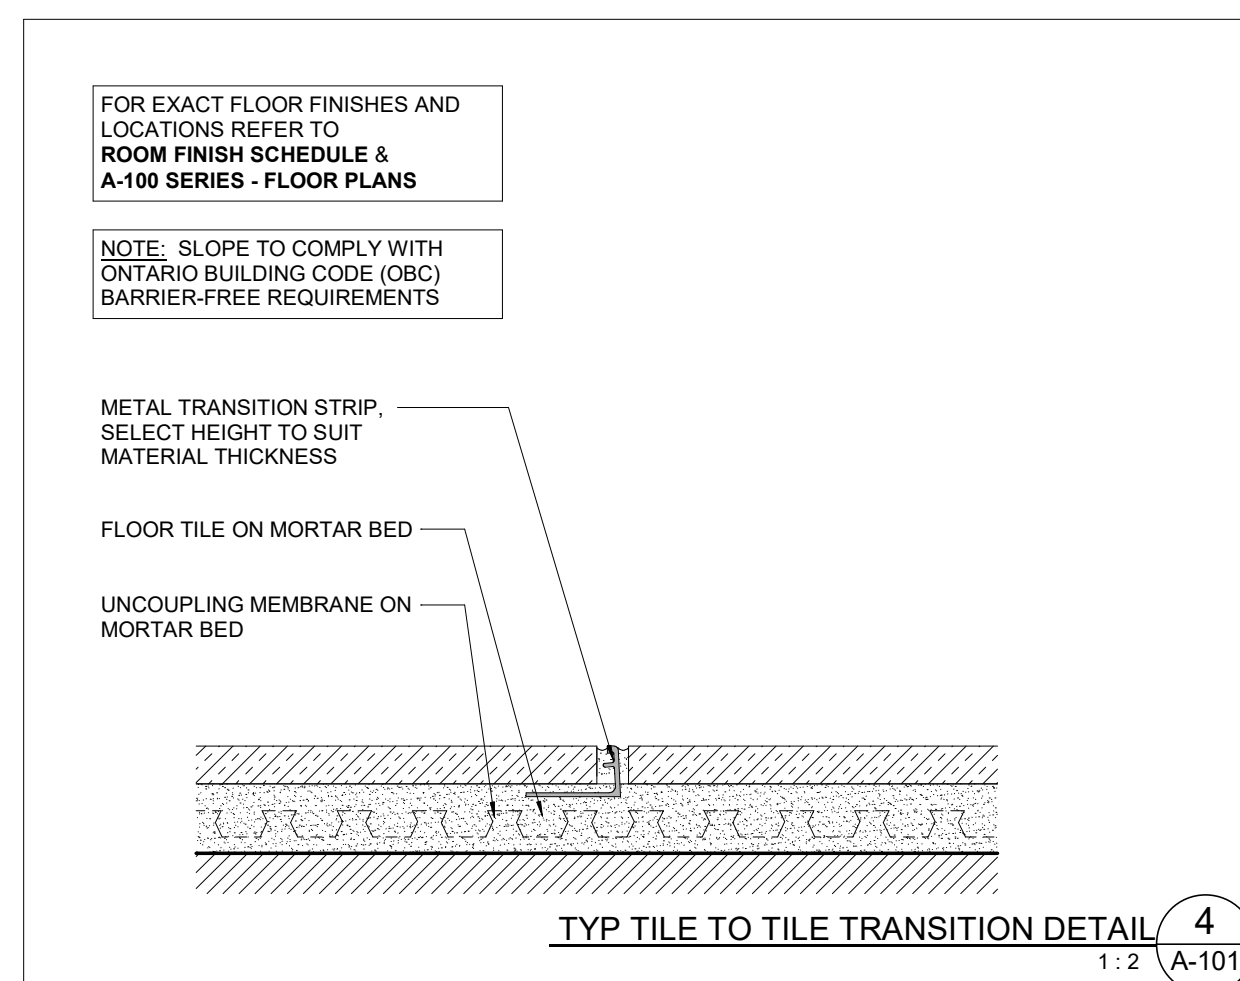 FOR EXACT FLOOR FINISHES AND
LOCATIONS REFER TO
ROOM FINISH SCHEDULE &
A-100 SERIES - FLOOR PLANS
NOTE: SLOPE TO COMPLY WITH
ONTARIO BUILDING CODE (OBC)
BARRIER-FREE REQUIREMENTS
METAL TRANSITION STRIP,
SELECT HEIGHT TO SUIT
MATERIAL THICKNESS
FLOOR TILE ON MORTAR BED
UNCOUPLING MEMBRANE ON
MORTAR BED
TYP TILE TO TILE TRANSITION DETAIL
4
1 : 2
A-101